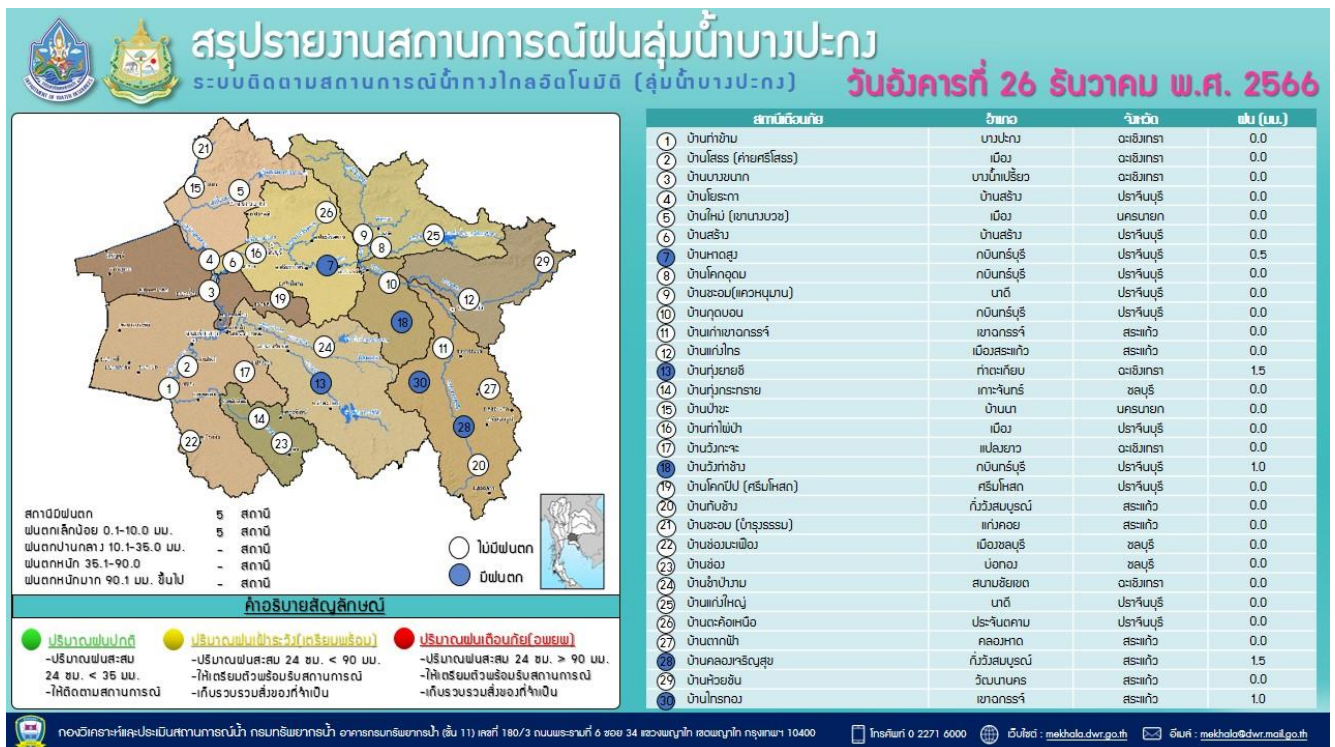 สรุปรายงานสถานการณ์ฝนลุ่มน้ำบางปะกง
ระบบติดตามสถานการณ์น้ำทางไกลอัตโนมัติ (ลุ่มน้ำบางปะกง)
วันอังคารที่ 26 ธันวาคม พ.ศ. 2566
สถานีเตือนภัย อำเภอ จังหวัด ฝน (มม.)
1 บ้านท่าข้าม บางปะกง ฉะเชิงเทรา 0.0
2 บ้านโสธร (ค่ายศรีโสธร) เมือง ฉะเชิงเทรา 0.0
3 บ้านบางขนาก บางน้ำเปรี้ยว ฉะเชิงเทรา 0.0
4 บ้านโยธะกา บ้านสร้าง ปราจีนบุรี 0.0
5 บ้านใหม่ (เขานางบวช) เมือง นครนายก 0.0
6 บ้านสร้าง บ้านสร้าง ปราจีนบุรี 0.0
7 บ้านหาดสูง กบินทร์บุรี ปราจีนบุรี 0.5
8 บ้านโคกอุดม กบินทร์บุรี ปราจีนบุรี 0.0
9 บ้านชะอม(แควหนุมาน) นาดี ปราจีนบุรี 0.0
10 บ้านกุดบอน กบินทร์บุรี ปราจีนบุรี 0.0
11 บ้านเก่าเขาฉกรรจ์ เขาฉกรรจ์ สระแก้ว 0.0
12 บ้านแก่งไทร เมืองสระแก้ว สระแก้ว 0.0
13 บ้านทุ่งยายชี ท่าตะเกียบ ฉะเชิงเทรา 1.5
14 บ้านทุ่งกระทราย เกาะจันทร์ ชลบุรี 0.0
15 บ้านป่าขะ บ้านนา นครนายก 0.0
16 บ้านท่าไผ่ป่า เมือง ปราจีนบุรี 0.0
17 บ้านวังกะจะ แปลงยาว ฉะเชิงเทรา 0.0
18 บ้านวังท่าช้าง กบินทร์บุรี ปราจีนบุรี 1.0
19 บ้านโคกปีป (ศรีมโหสถ) ศรีมโหสถ ปราจีนบุรี 0.0
20 บ้านทับช้าง กิ่งวังสมบูรณ์ สระแก้ว 0.0
21 บ้านชะอม (บำรุงธรรม) แก่งคอย สระแก้ว 0.0
22 บ้านช่องมะเฟือง เมืองชลบุรี ชลบุรี 0.0
23 บ้านช่อง บ่อทอง ชลบุรี 0.0
24 บ้านซำป่างาม สนามชัยเขต ฉะเชิงเทรา 0.0
25 บ้านแก่งใหญ่ นาดี ปราจีนบุรี 0.0
26 บ้านตะคือเหนือ ประจันตคาม ปราจีนบุรี 0.0
27 บ้านตากฟ้า คลองหาด สระแก้ว 0.0
28 บ้านคลองเจริญสุข กิ่งวังสมบูรณ์ สระแก้ว 1.5
29 บ้านห้วยชัน วัฒนานคร สระแก้ว 0.0
30 บ้านไทรทอง เขาฉกรรจ์ สระแก้ว 1.0
สถานีมีฝนตก 5 สถานี
ฝนตกเล็กน้อย 0.1-10.0 มม. 5 สถานี
ฝนตกปานกลาง 10.1-35.0 มม. - สถานี
ฝนตกหนัก 35.1-90.0 - สถานี
ฝนตกหนักมาก 90.1 มม. ขึ้นไป - สถานี
ไม่มีฝนตก
มีฝนตก
คำอธิบายสัญลักษณ์
ปริมาณฝนปกติ
-ปริมาณฝนสะสม
24 ชม. < 35 มม.
-ให้ติดตามสถานการณ์
ปริมาณฝนเฝ้าระวัง(เตรียมพร้อม)
-ปริมาณฝนสะสม 24 ชม. < 90 มม.
-ให้เตรียมตัวพร้อมรับสถานการณ์
-เก็บรวบรวมสิ่งของที่จำเป็น
ปริมาณฝนเตือนภัย(อพยพ)
-ปริมาณฝนสะสม 24 ชม. > 90 มม.
-ให้เตรียมตัวพร้อมรับสถานการณ์
-เก็บรวบรวมสิ่งของที่จำเป็น
กองวิเคราะห์และประเมินสถานการณ์น้ำ กรมทรัพยากรน้ำ อาคารกรมทรัพยากรน้ำ (ชั้น 11) เลขที่ 180/3 ถนนพระรามที่ 6 ซอย 34 แขวงพญาไท เขตพญาไท กรุงเทพฯ 10400
โทรศัพท์ 0 2271 6000
เว็บไซต์ : mekhala.dwr.go.th
อีเมล์ : mekhala@dwr.mail.go.th